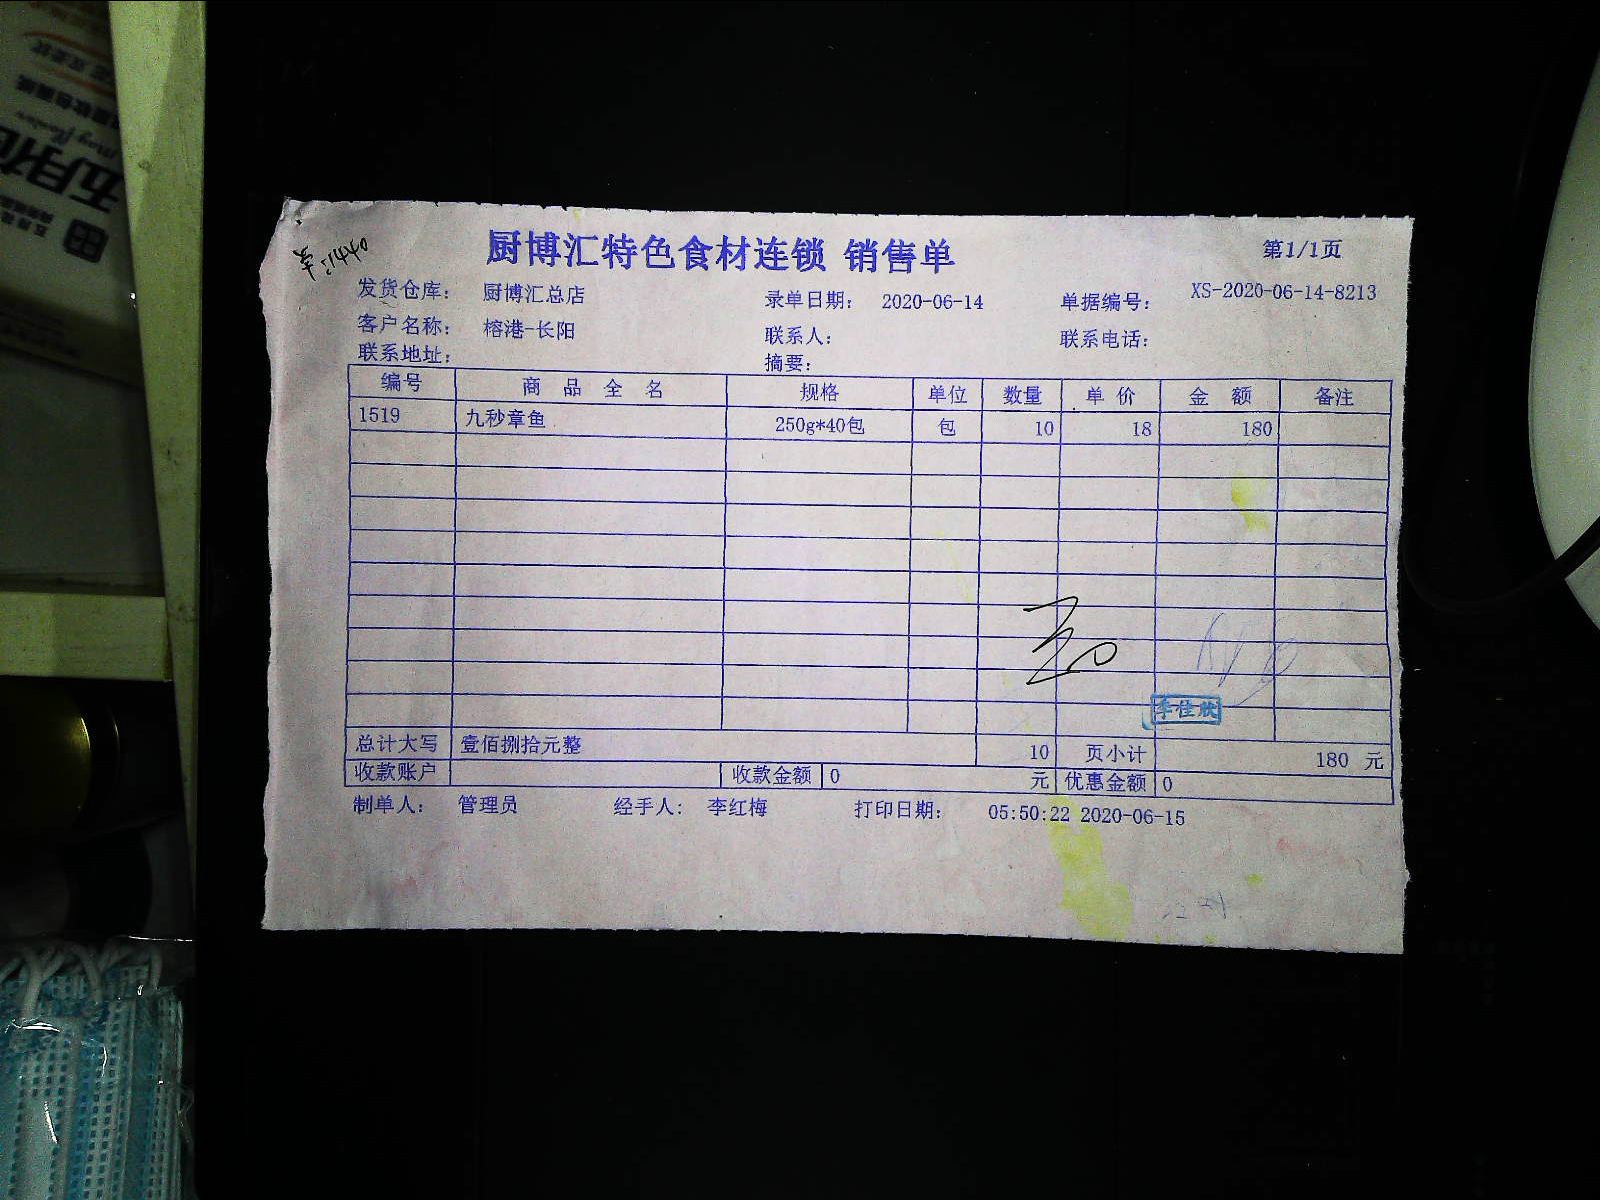 厨博汇特色食材连锁 销售单 第1/1页
发货仓库： 厨博汇总店 录单日期： 2020-06-14 单据编号： XS-2020-06-14-8213
客户名称： 榕港-长阳 联系人： 联系电话：
联系地址： 摘要：
编号 商品全名 规格 单位 数量 单价 金额 备注
1519 九秒章鱼 250g*40包 包 10 18 180
李佳欣
总计大写 壹佰捌拾元整 10 页小计 180 元
收款账户 收款金额 0 元 优惠金额 0
制单人： 管理员 经手人： 李红梅 打印日期： 05:50:22 2020-06-15
五月花